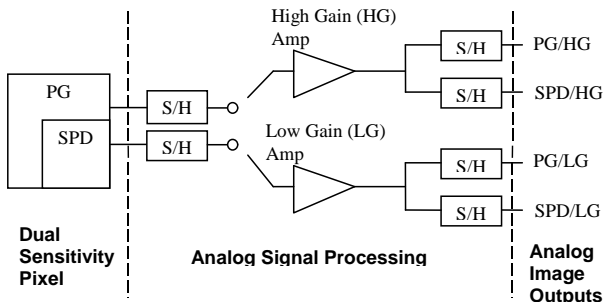 High Gain (HG)
Amp
S/H
PG/HG
PG
S/H
S/H
SPD/HG
SPD
S/H
Low Gain (LG)
Amp
S/H
PG/LG
S/H
SPD/LG
Dual
Sensitivity
Pixel
Analog Signal Processing
Analog
Image
Outputs